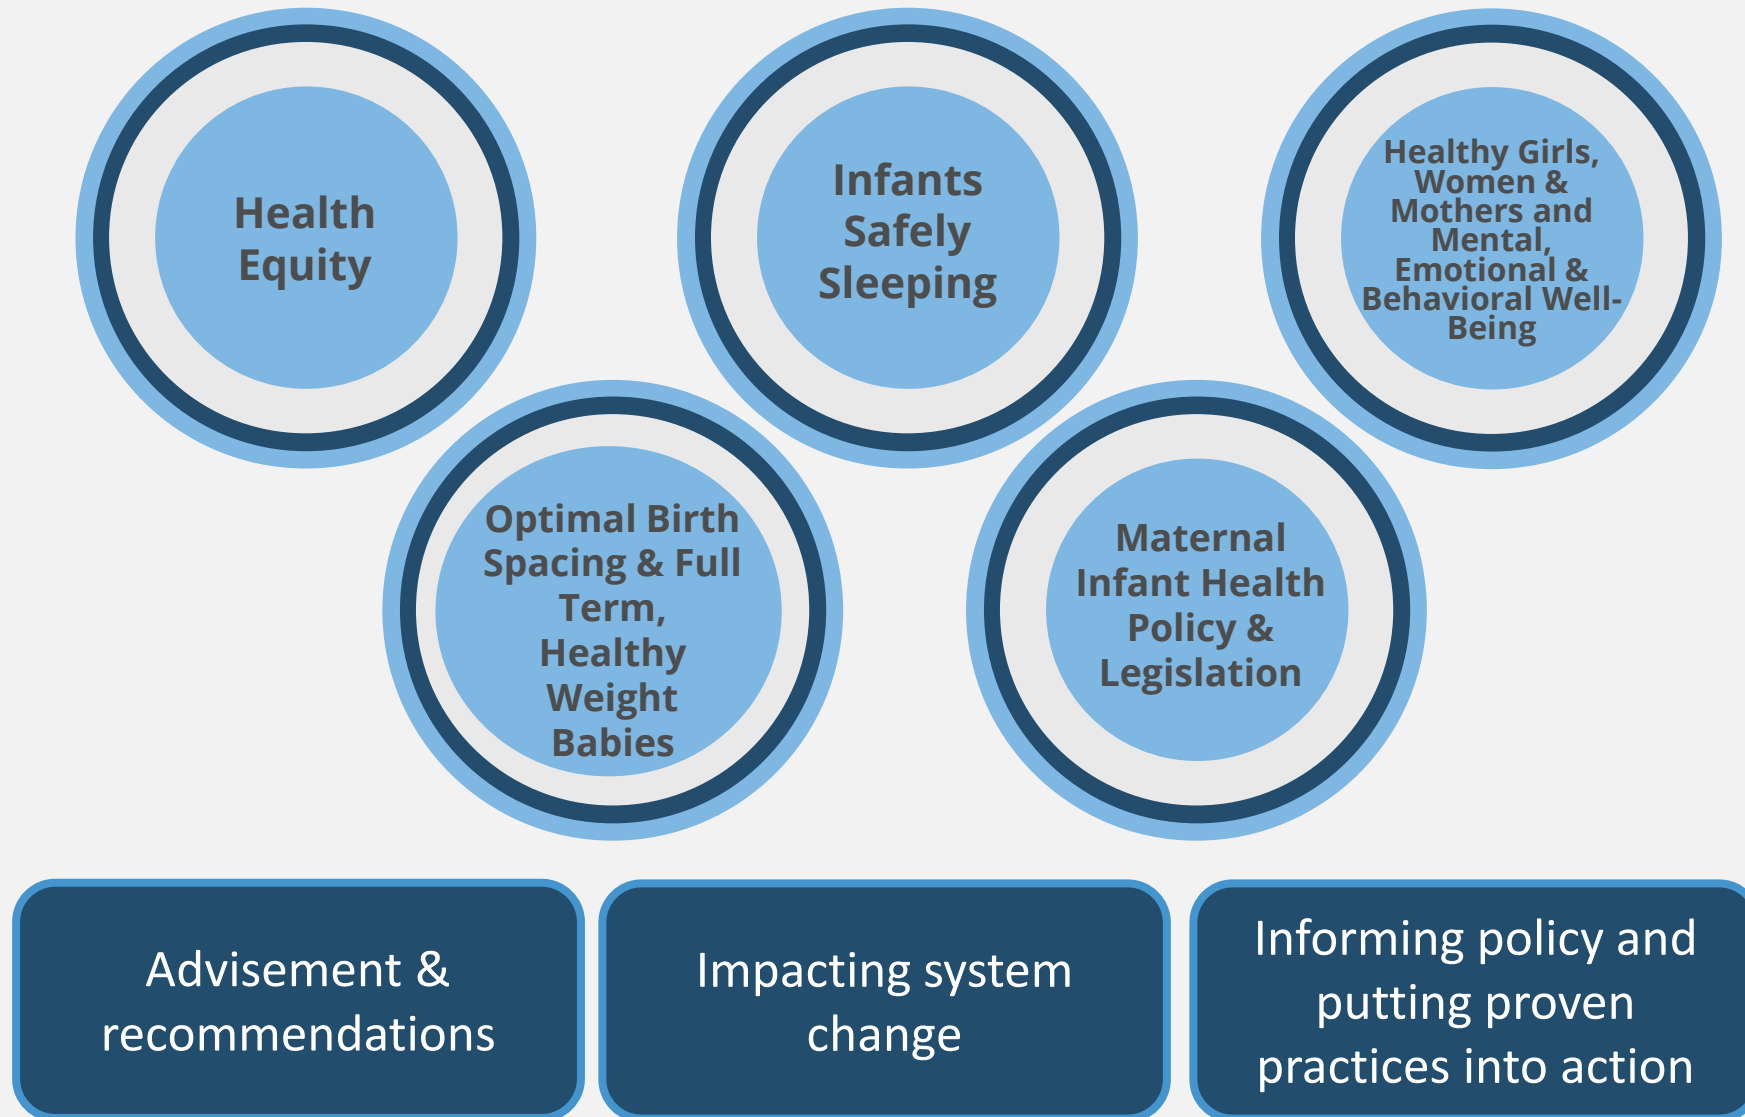 Health
Equity
Infants
Safely
Sleeping
Healthy Girls,
Women &
Mothers and
Mental,
Emotional &
Behavioral Well-
Being
Optimal Birth
Spacing & Full
Term,
Healthy
Weight
Babies
Maternal
Infant Health
Policy &
Legislation
Advisement &
recommendations
Impacting system
change
Informing policy and
putting proven
practices into action